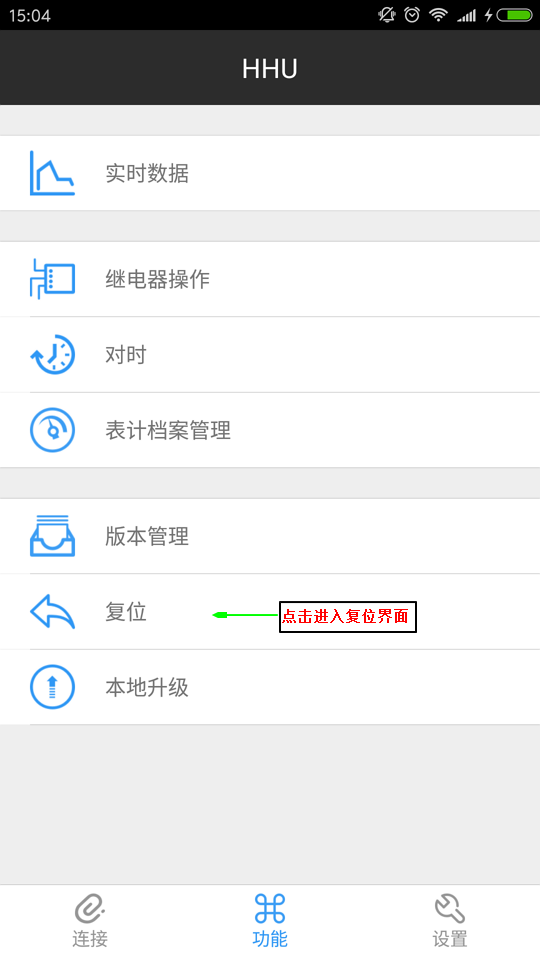 15:04
HHU
实时数据
继电器操作
对时
表计档案管理
版本管理
复位
点击进入复位界面
本地升级
连接
功能
设置